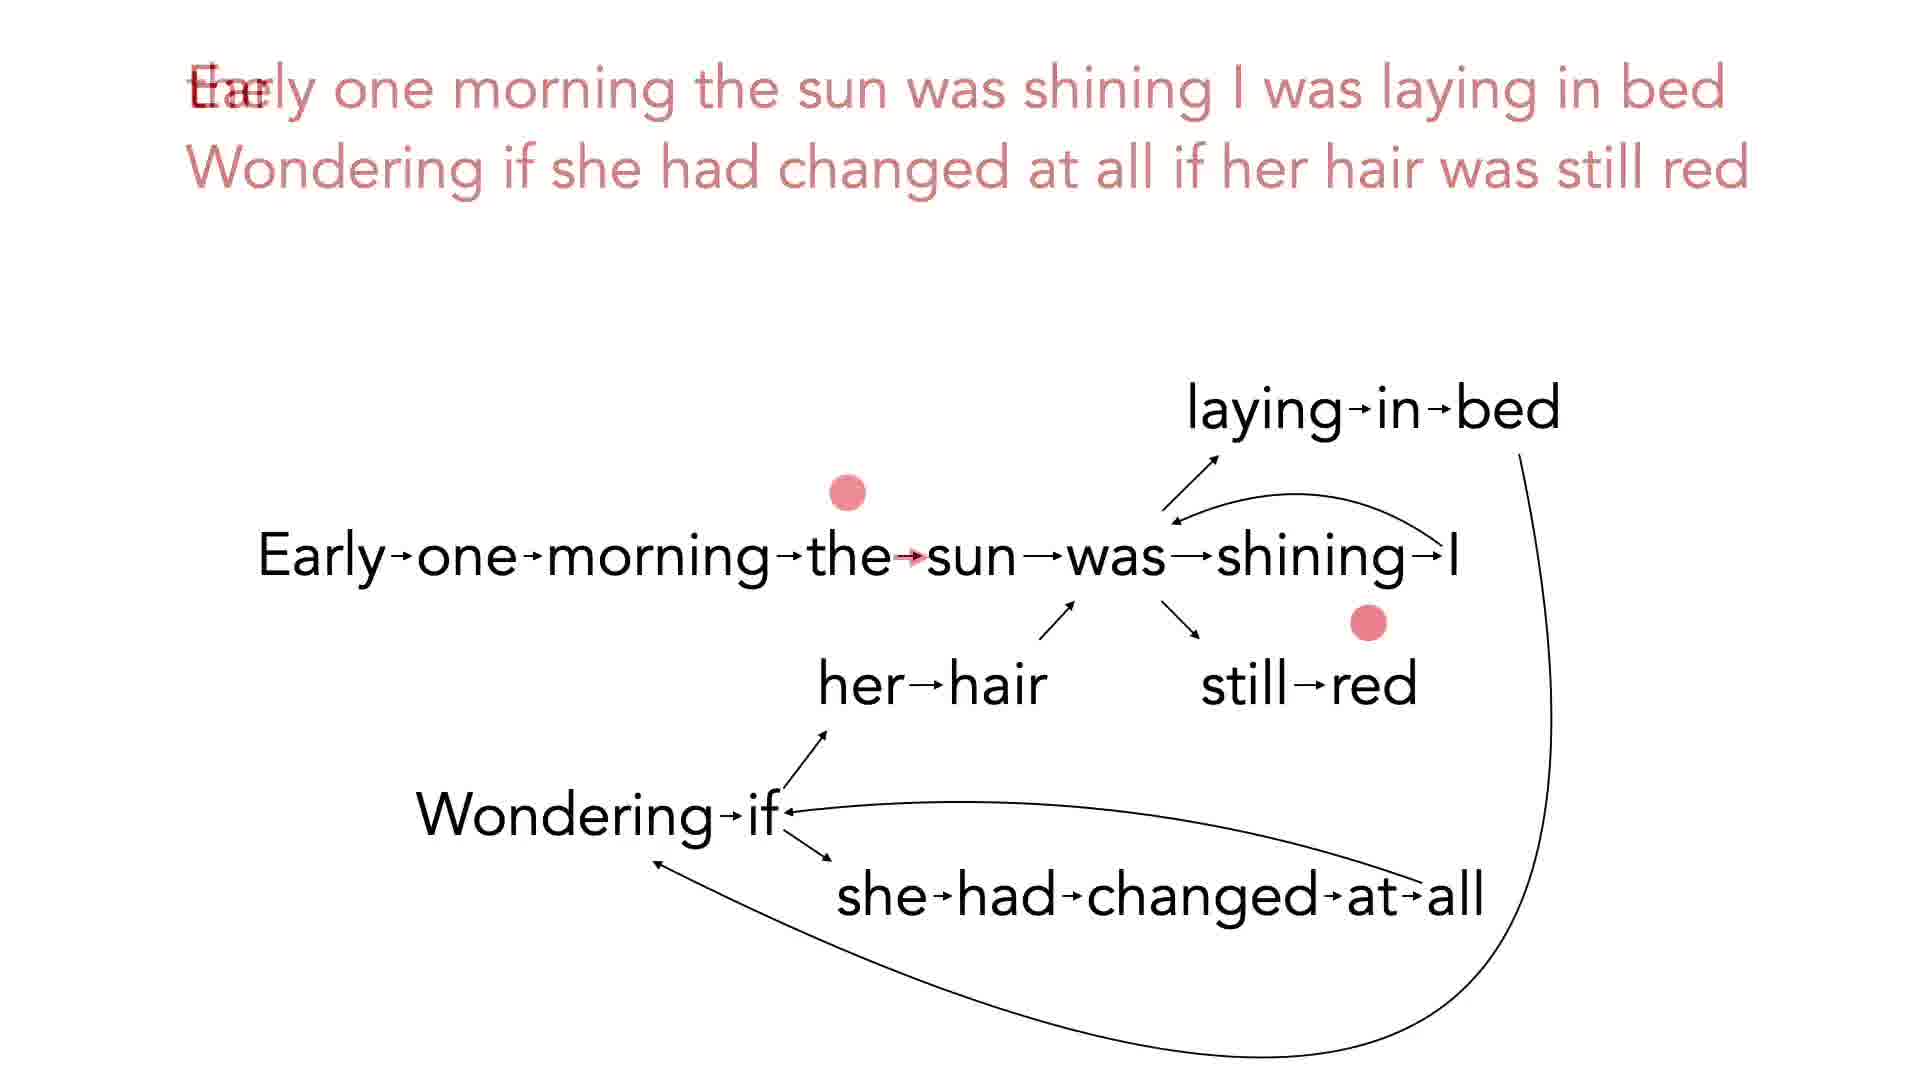 Early one morning the sun was shining I was laying in bed
the
Wondering if she had changed at all if her hair was still red
laying in bed
Early one morning the sun was shining I
her hair still red
Wondering if
she had changed at all